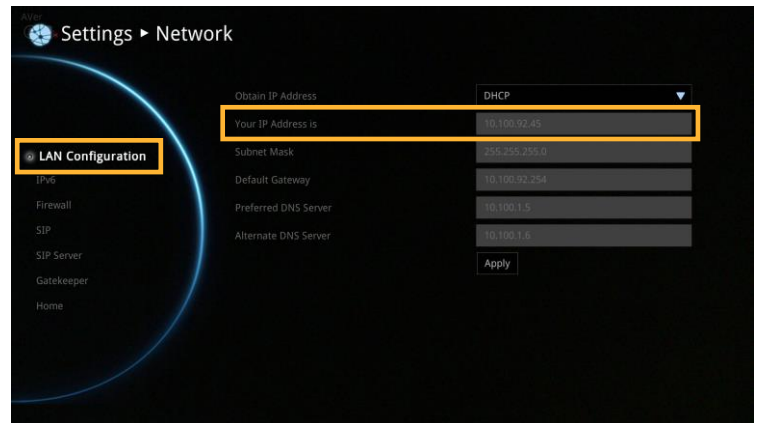 AVer
Settings ▸ Network
Obtain IP Address DHCP
Your IP Address is 10.100.92.45
LAN Configuration
Subnet Mask 255.255.255.0
IPv6
Default Gateway 10.100.92.254
Firewall
Preferred DNS Server 10.100.1.5
SIP
Alternate DNS Server 10.100.1.6
SIP Server
Apply
Gatekeeper
Home